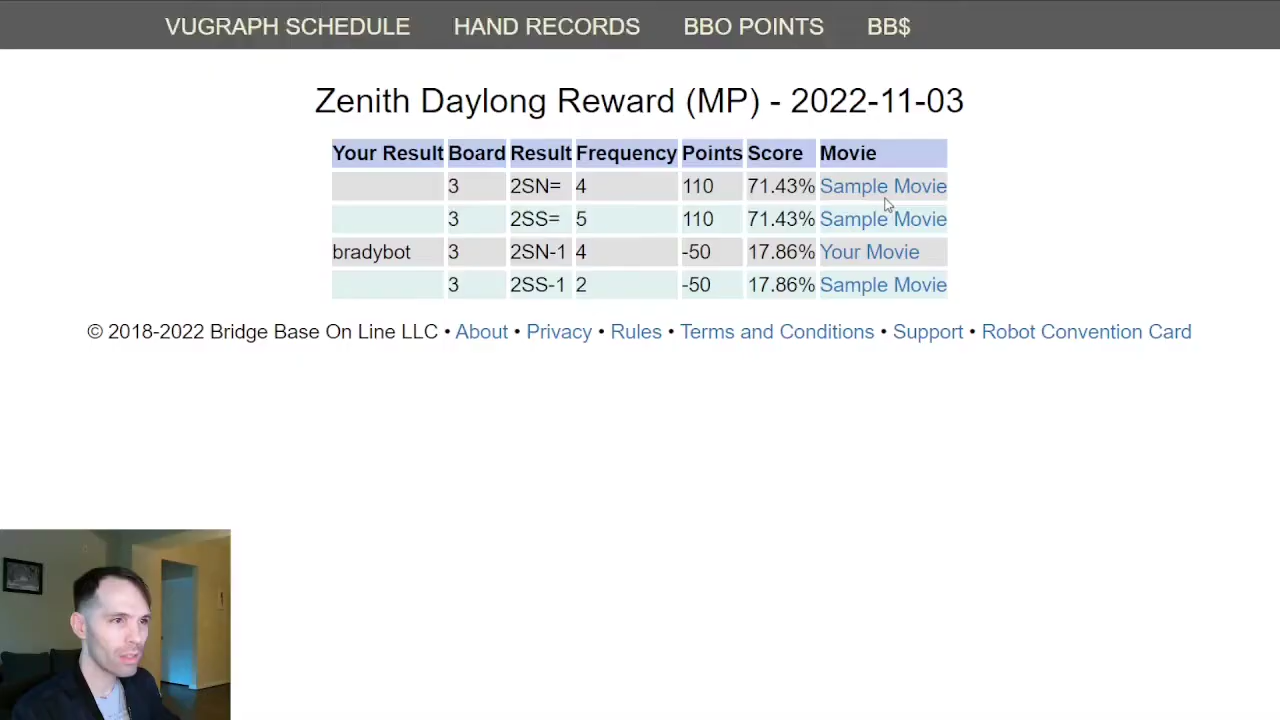 VUGRAPH SCHEDULE HAND RECORDS BBO POINTS BB$
Zenith Daylong Reward (MP) - 2022-11-03
Your Result Board Result Frequency Points Score Movie
3 2SN= 4 110 71.43% Sample Movie
3 2SS= 5 110 71.43% Sample Movie
bradybot 3 2SN-1 4 -50 17.86% Your Movie
3 2SS-1 2 -50 17.86% Sample Movie
© 2018-2022 Bridge Base On Line LLC • About • Privacy • Rules • Terms and Conditions • Support • Robot Convention Card